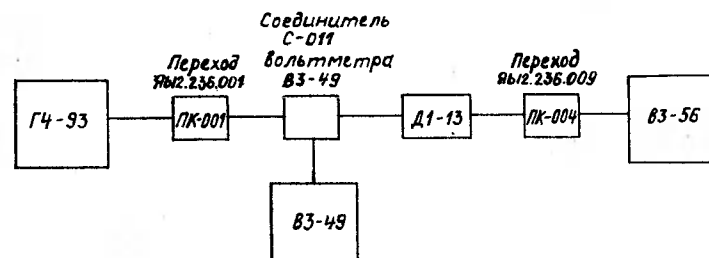 Соединитель
С-011
вольтметра
В3-49
Переход
ЯЫ2.236.001
Переход
ЯЫ2.236.009
Г4-93
ПК-001
Д1-13
ПК-004
В3-56
В3-49